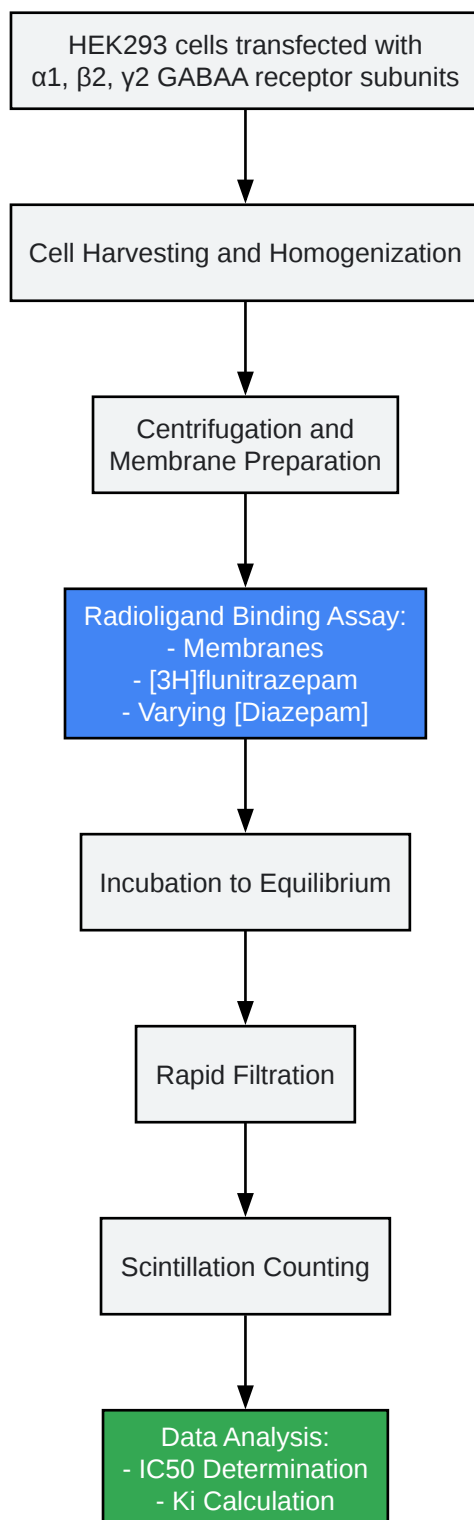 HEK293 cells transfected with
α1, β2, γ2 GABAA receptor subunits
Cell Harvesting and Homogenization
Centrifugation and
Membrane Preparation
Radioligand Binding Assay:
- Membranes
- [3H]flunitrazepam
- Varying [Diazepam]
Incubation to Equilibrium
Rapid Filtration
Scintillation Counting
Data Analysis:
- IC50 Determination
- Ki Calculation